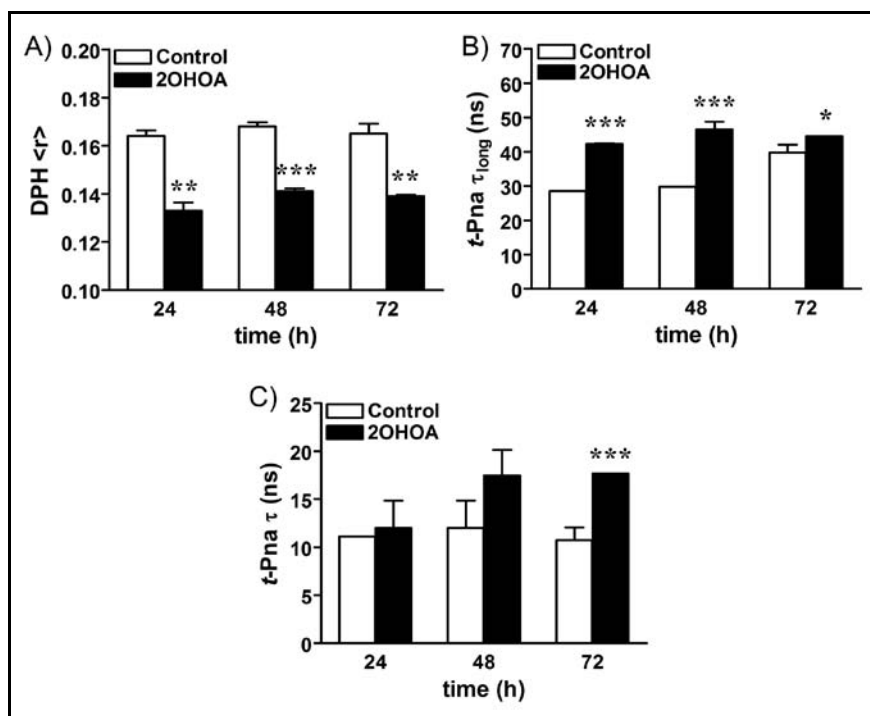 A)
Control
2OHOA
DPH <r>
0.20
0.18
0.16
0.14
0.12
0.10
** *** **
24 48 72
time (h)
B)
Control
2OHOA
t-Pna τlong (ns)
70
60
50
40
30
20
10
0
*** *** *
24 48 72
time (h)
C)
Control
2OHOA
t-Pna τ (ns)
25
20
15
10
5
0
***
24 48 72
time (h)